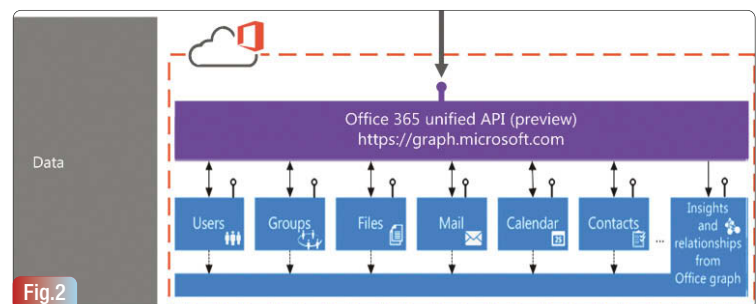 Office 365 unified API (preview)
https://graph.microsoft.com
Data
Users
Groups
Files
Mail
Calendar
25
Contacts
...
Insights
and
relationships
from
Office graph
Fig.2